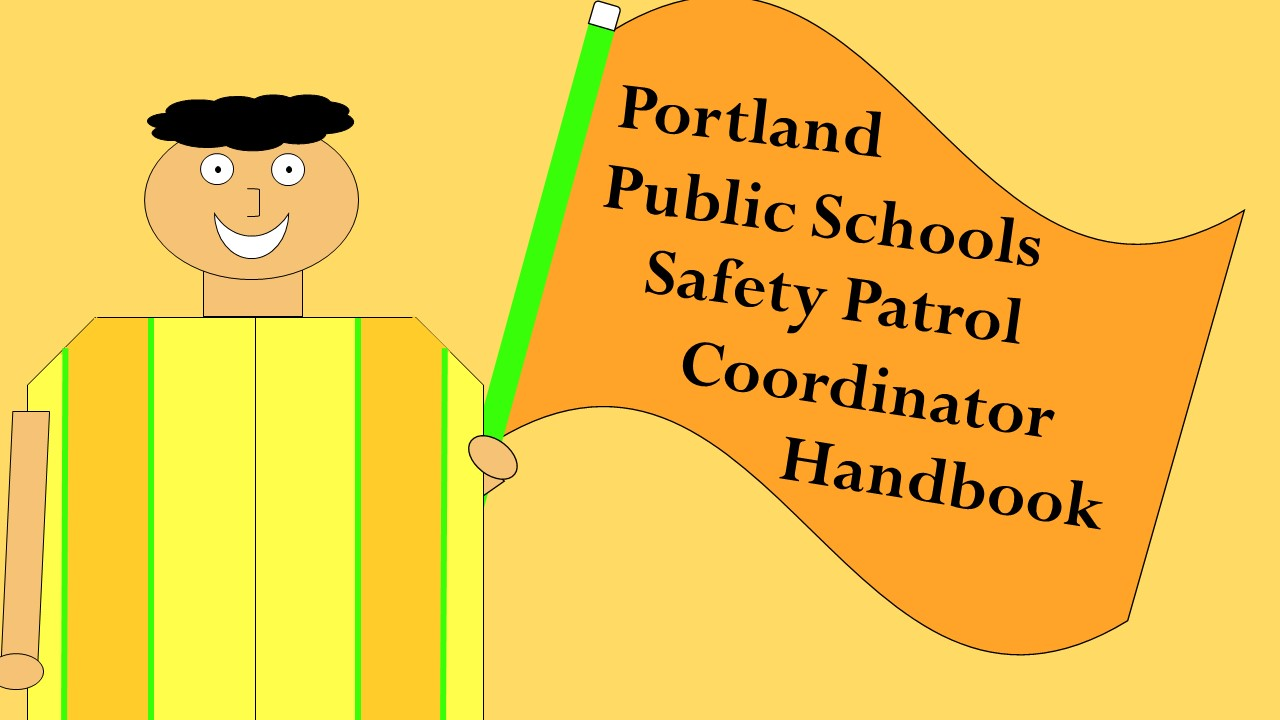 Portland
Public Schools
Safety Patrol
Coordinator
Handbook